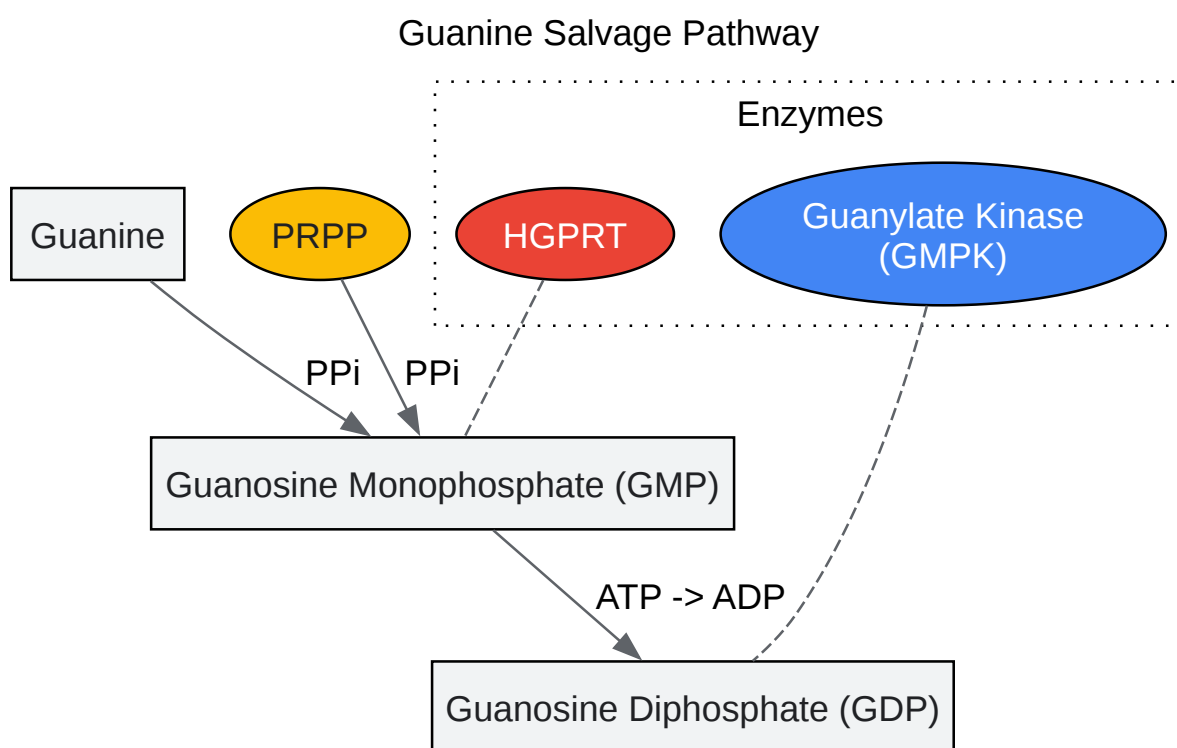 Guanine Salvage Pathway
Enzymes
Guanine
PRPP
HGPRT
Guanylate Kinase
(GMPK)
PPi
PPi
Guanosine Monophosphate (GMP)
ATP -> ADP
Guanosine Diphosphate (GDP)